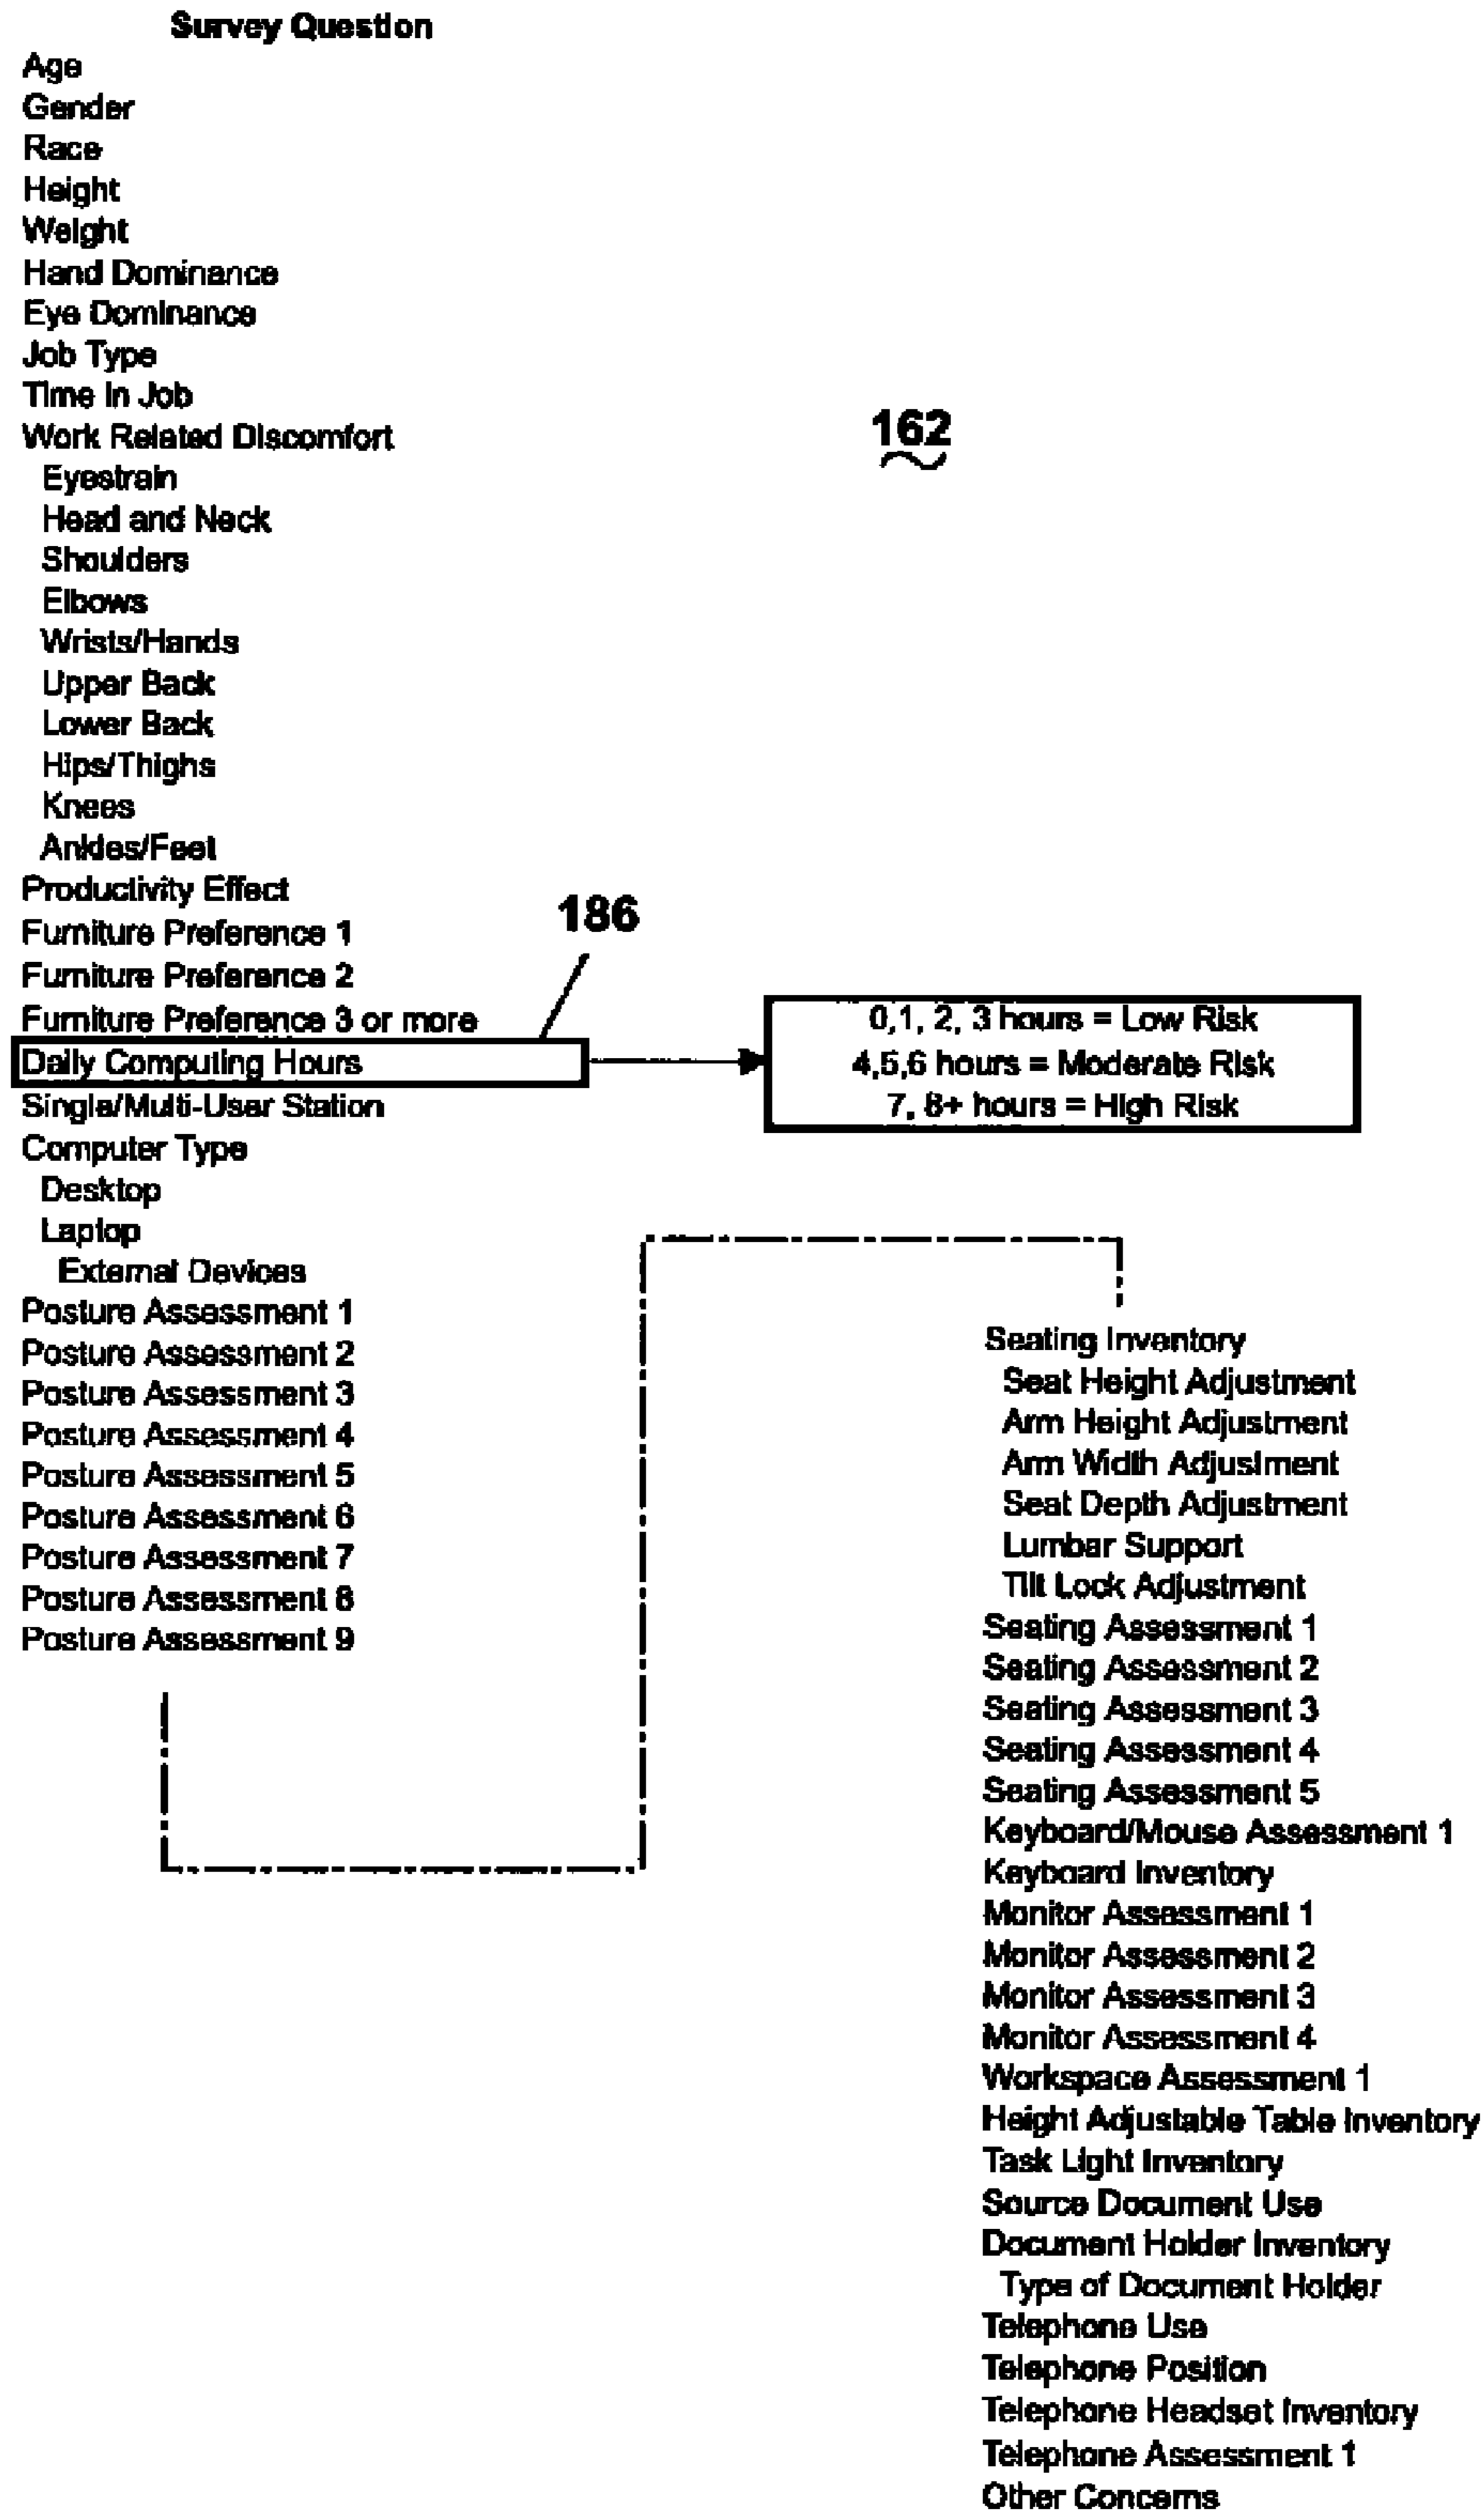 Survey Question
Age
Gender
Race
Height
Weight
Hand Dominance
Eye Dominance
Job Type
Time In Job
Work Related Discomfort
Eyestrain
Head and Neck
Shoulders
Elbows
Wrists/Hands
Upper Back
Lower Back
Hips/Thighs
Knees
Ankles/Feet
Productivity Effect
Furniture Preference 1
Furniture Preference 2
Furniture Preference 3 or more
Daily Computing Hours
Single/Multi-User Station
Computer Type
Desktop
Laptop
External Devices
Posture Assessment 1
Posture Assessment 2
Posture Assessment 3
Posture Assessment 4
Posture Assessment 5
Posture Assessment 6
Posture Assessment 7
Posture Assessment 8
Posture Assessment 9
162
186
0,1, 2, 3 hours = Low Risk
4,5,6 hours = Moderate Risk
7, 8+ hours = High Risk
Seating Inventory
Seat Height Adjustment
Arm Height Adjustment
Arm Width Adjustment
Seat Depth Adjustment
Lumbar Support
Tilt Lock Adjustment
Seating Assessment 1
Seating Assessment 2
Seating Assessment 3
Seating Assessment 4
Seating Assessment 5
Keyboard/Mouse Assessment 1
Keyboard Inventory
Monitor Assessment 1
Monitor Assessment 2
Monitor Assessment 3
Monitor Assessment 4
Workspace Assessment 1
Height Adjustable Table Inventory
Task Light Inventory
Source Document Use
Document Holder Inventory
Type of Document Holder
Telephone Use
Telephone Position
Telephone Headset Inventory
Telephone Assessment 1
Other Concerns